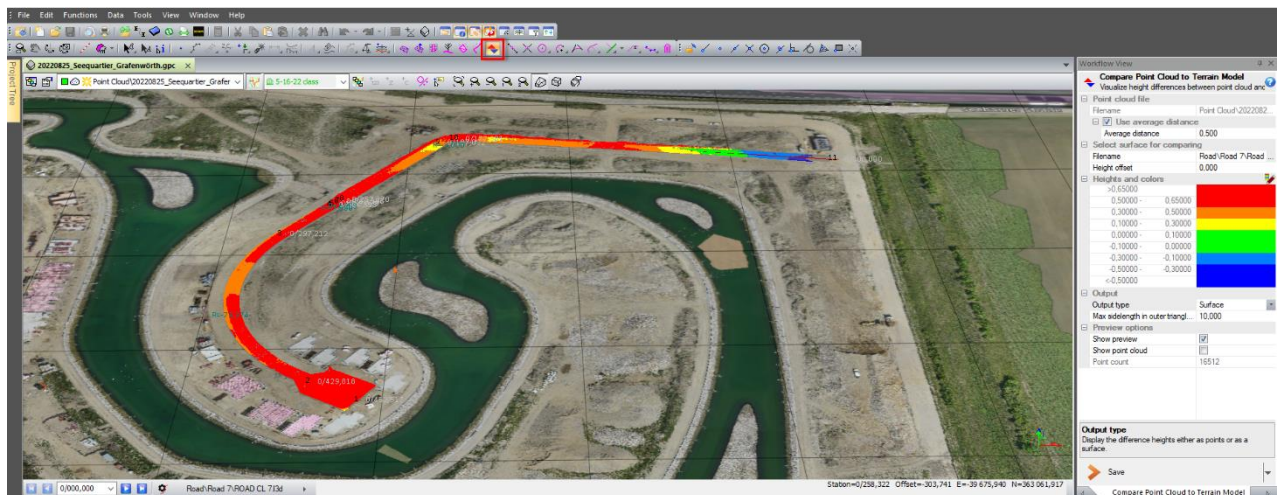 File Edit Functions Data Tools View Window Help
20220825_Seequartier_Grafenwörth.gpc
Point Cloud\20220825_Seequartier_Grafer
5-16-22 class
Project Tree
11
0/297,212
2 0/429,818
1
0/000,000
Road\Road 7\ROAD CL 7.l3d
Station=0/258,322 Offset=-303,741 E=-39 675,940 N=363 061,917
Workflow View
Compare Point Cloud to Terrain Model
Visualize height differences between point cloud and
Point cloud file
Filename Point Cloud\2022082...
Use average distance
Average distance 0.500
Select surface for comparing
Filename Road\Road 7\Road ...
Height offset 0,000
Heights and colors
>0,65000
0,50000 - 0,65000
0,30000 - 0,50000
0,10000 - 0,30000
0,00000 - 0,10000
-0,10000 - 0,00000
-0,30000 - -0,10000
-0,50000 - -0,30000
<-0,50000
Output
Output type Surface
Max sidelength in outer triangl... 10,000
Preview options
Show preview
Show point cloud
Point count 16512
Output type
Display the difference heights either as points or as a
surface.
Save
Compare Point Cloud to Terrain Model